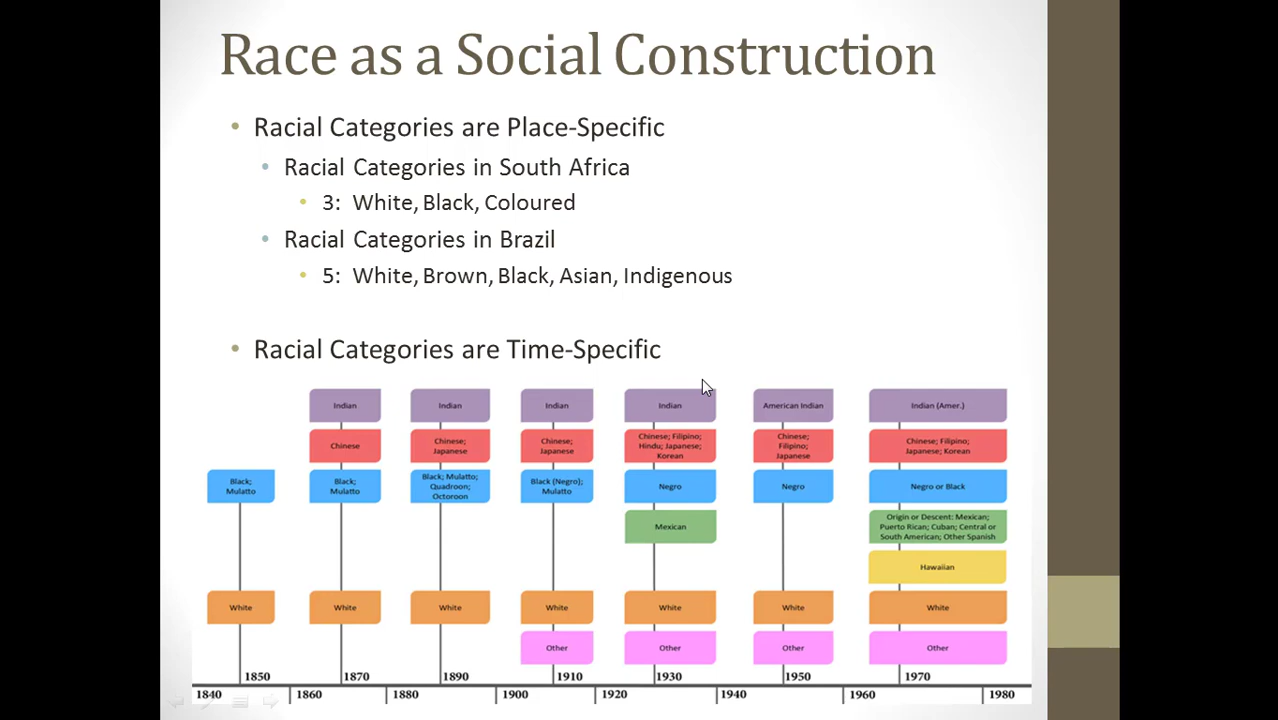 Race as a Social Construction
• Racial Categories are Place-Specific
• Racial Categories in South Africa
• 3: White, Black, Coloured
• Racial Categories in Brazil
• 5: White, Brown, Black, Asian, Indigenous
• Racial Categories are Time-Specific
Indian
Indian
Indian
Indian
American Indian
Indian (Amer.)
Chinese
Chinese;
Japanese
Chinese;
Japanese
Chinese; Filipino;
Hindu; Japanese;
Korean
Chinese;
Filipino;
Japanese
Chinese; Filipino;
Japanese; Korean
Black;
Mulatto
Black;
Mulatto
Black; Mulatto;
Quadroon;
Octoroon
Black (Negro);
Mulatto
Negro
Negro
Negro or Black
Mexican
Origin or Descent: Mexican;
Puerto Rican; Cuban; Central or
South American; Other Spanish
Hawaiian
White
White
White
White
White
White
White
Other
Other
Other
Other
1850
1870
1890
1910
1930
1950
1970
1840
1860
1880
1900
1920
1940
1960
1980